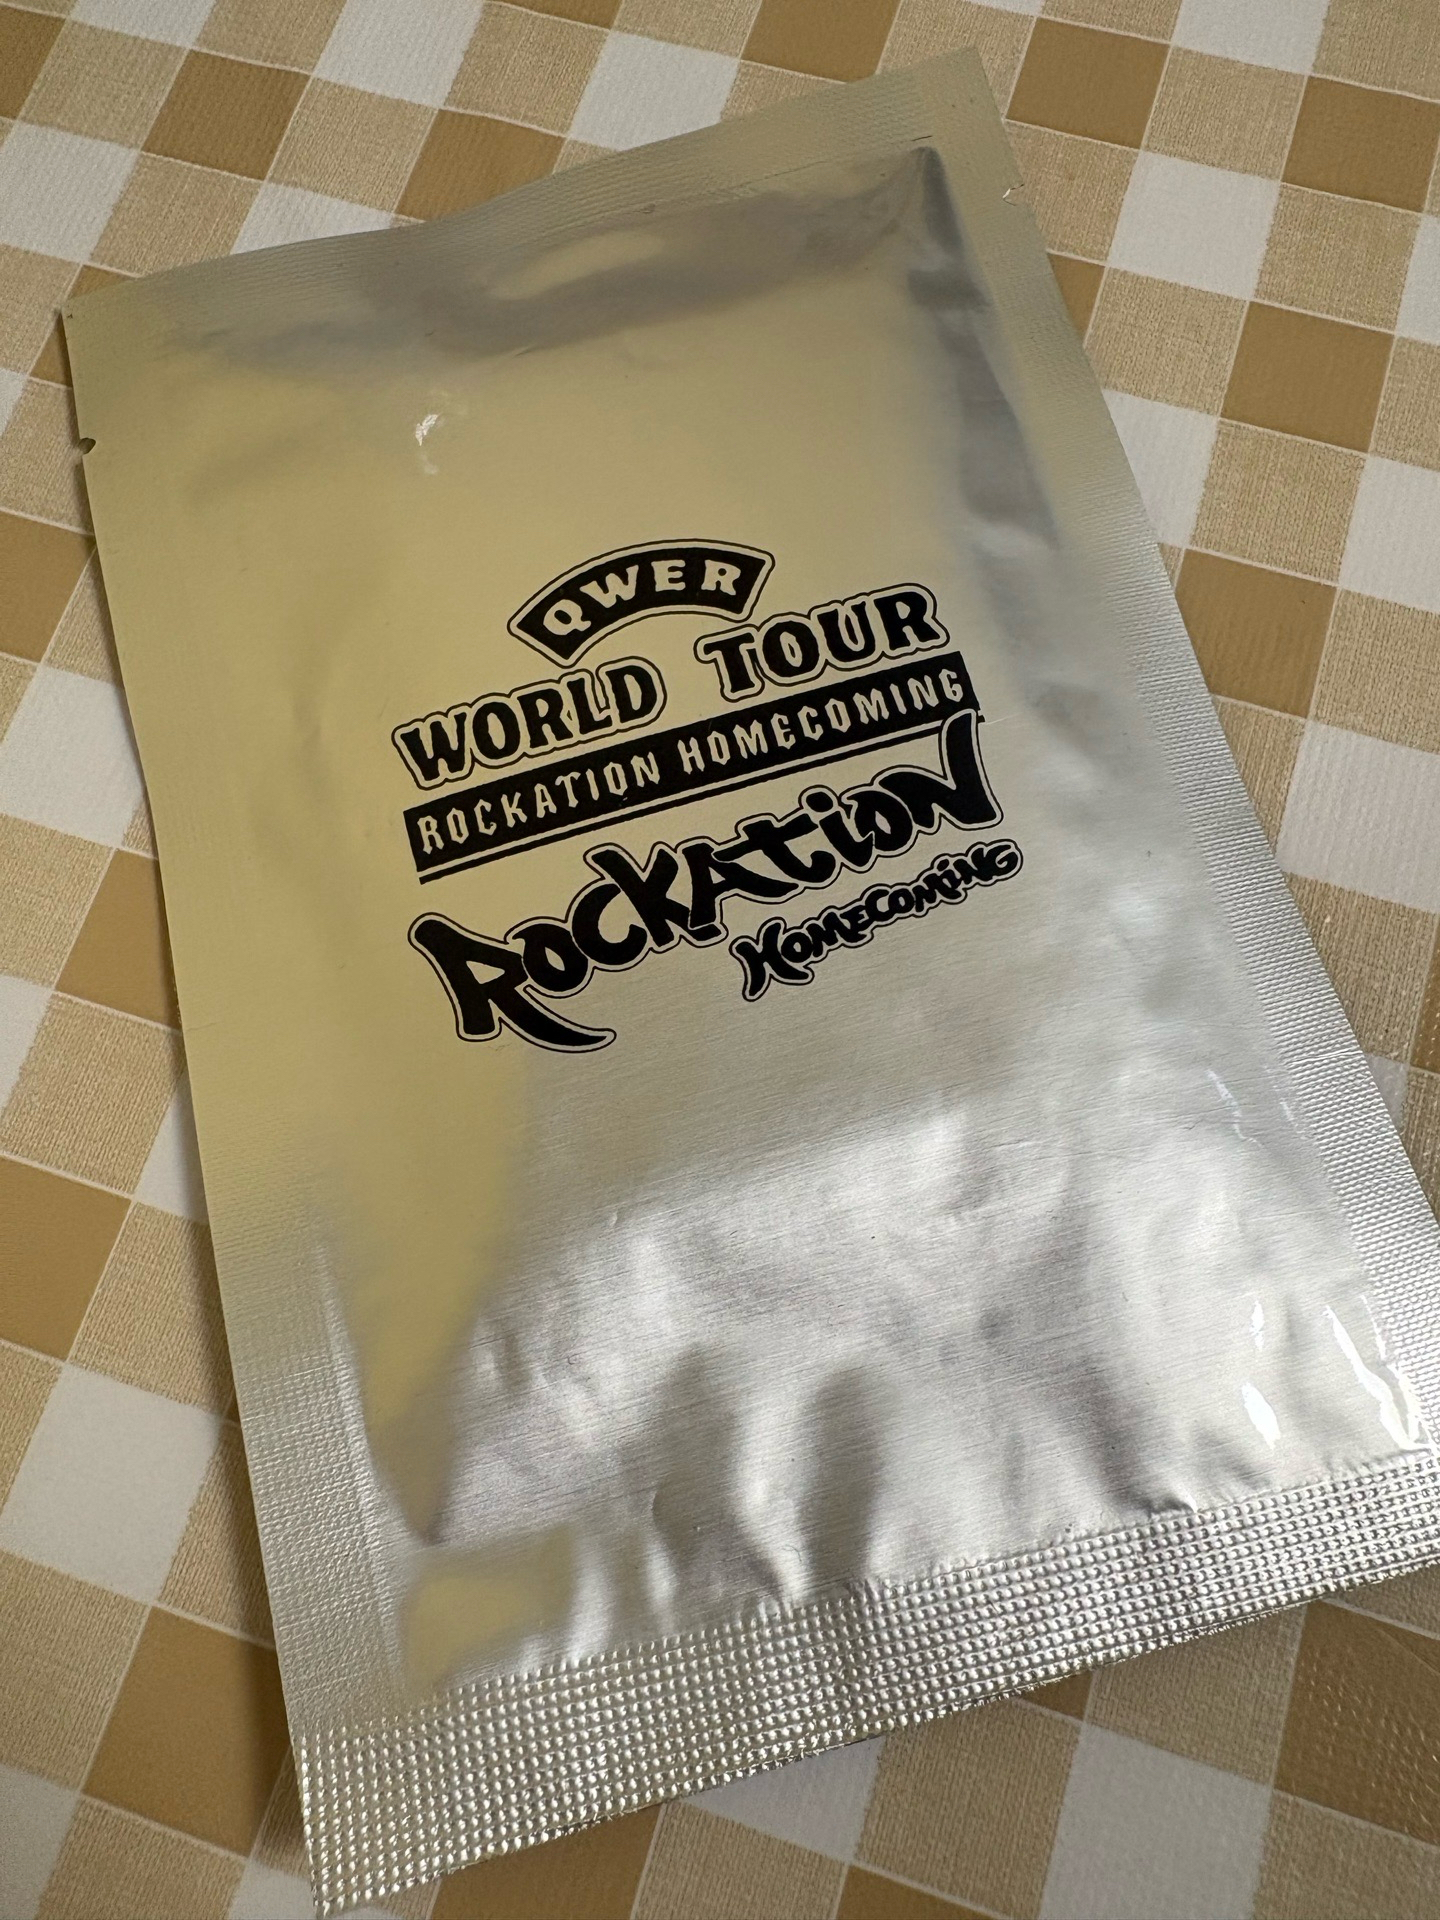 QWER
WORLD TOUR
ROCKATION HOMECOMING
ROCKATiON
HOMECOMiNG